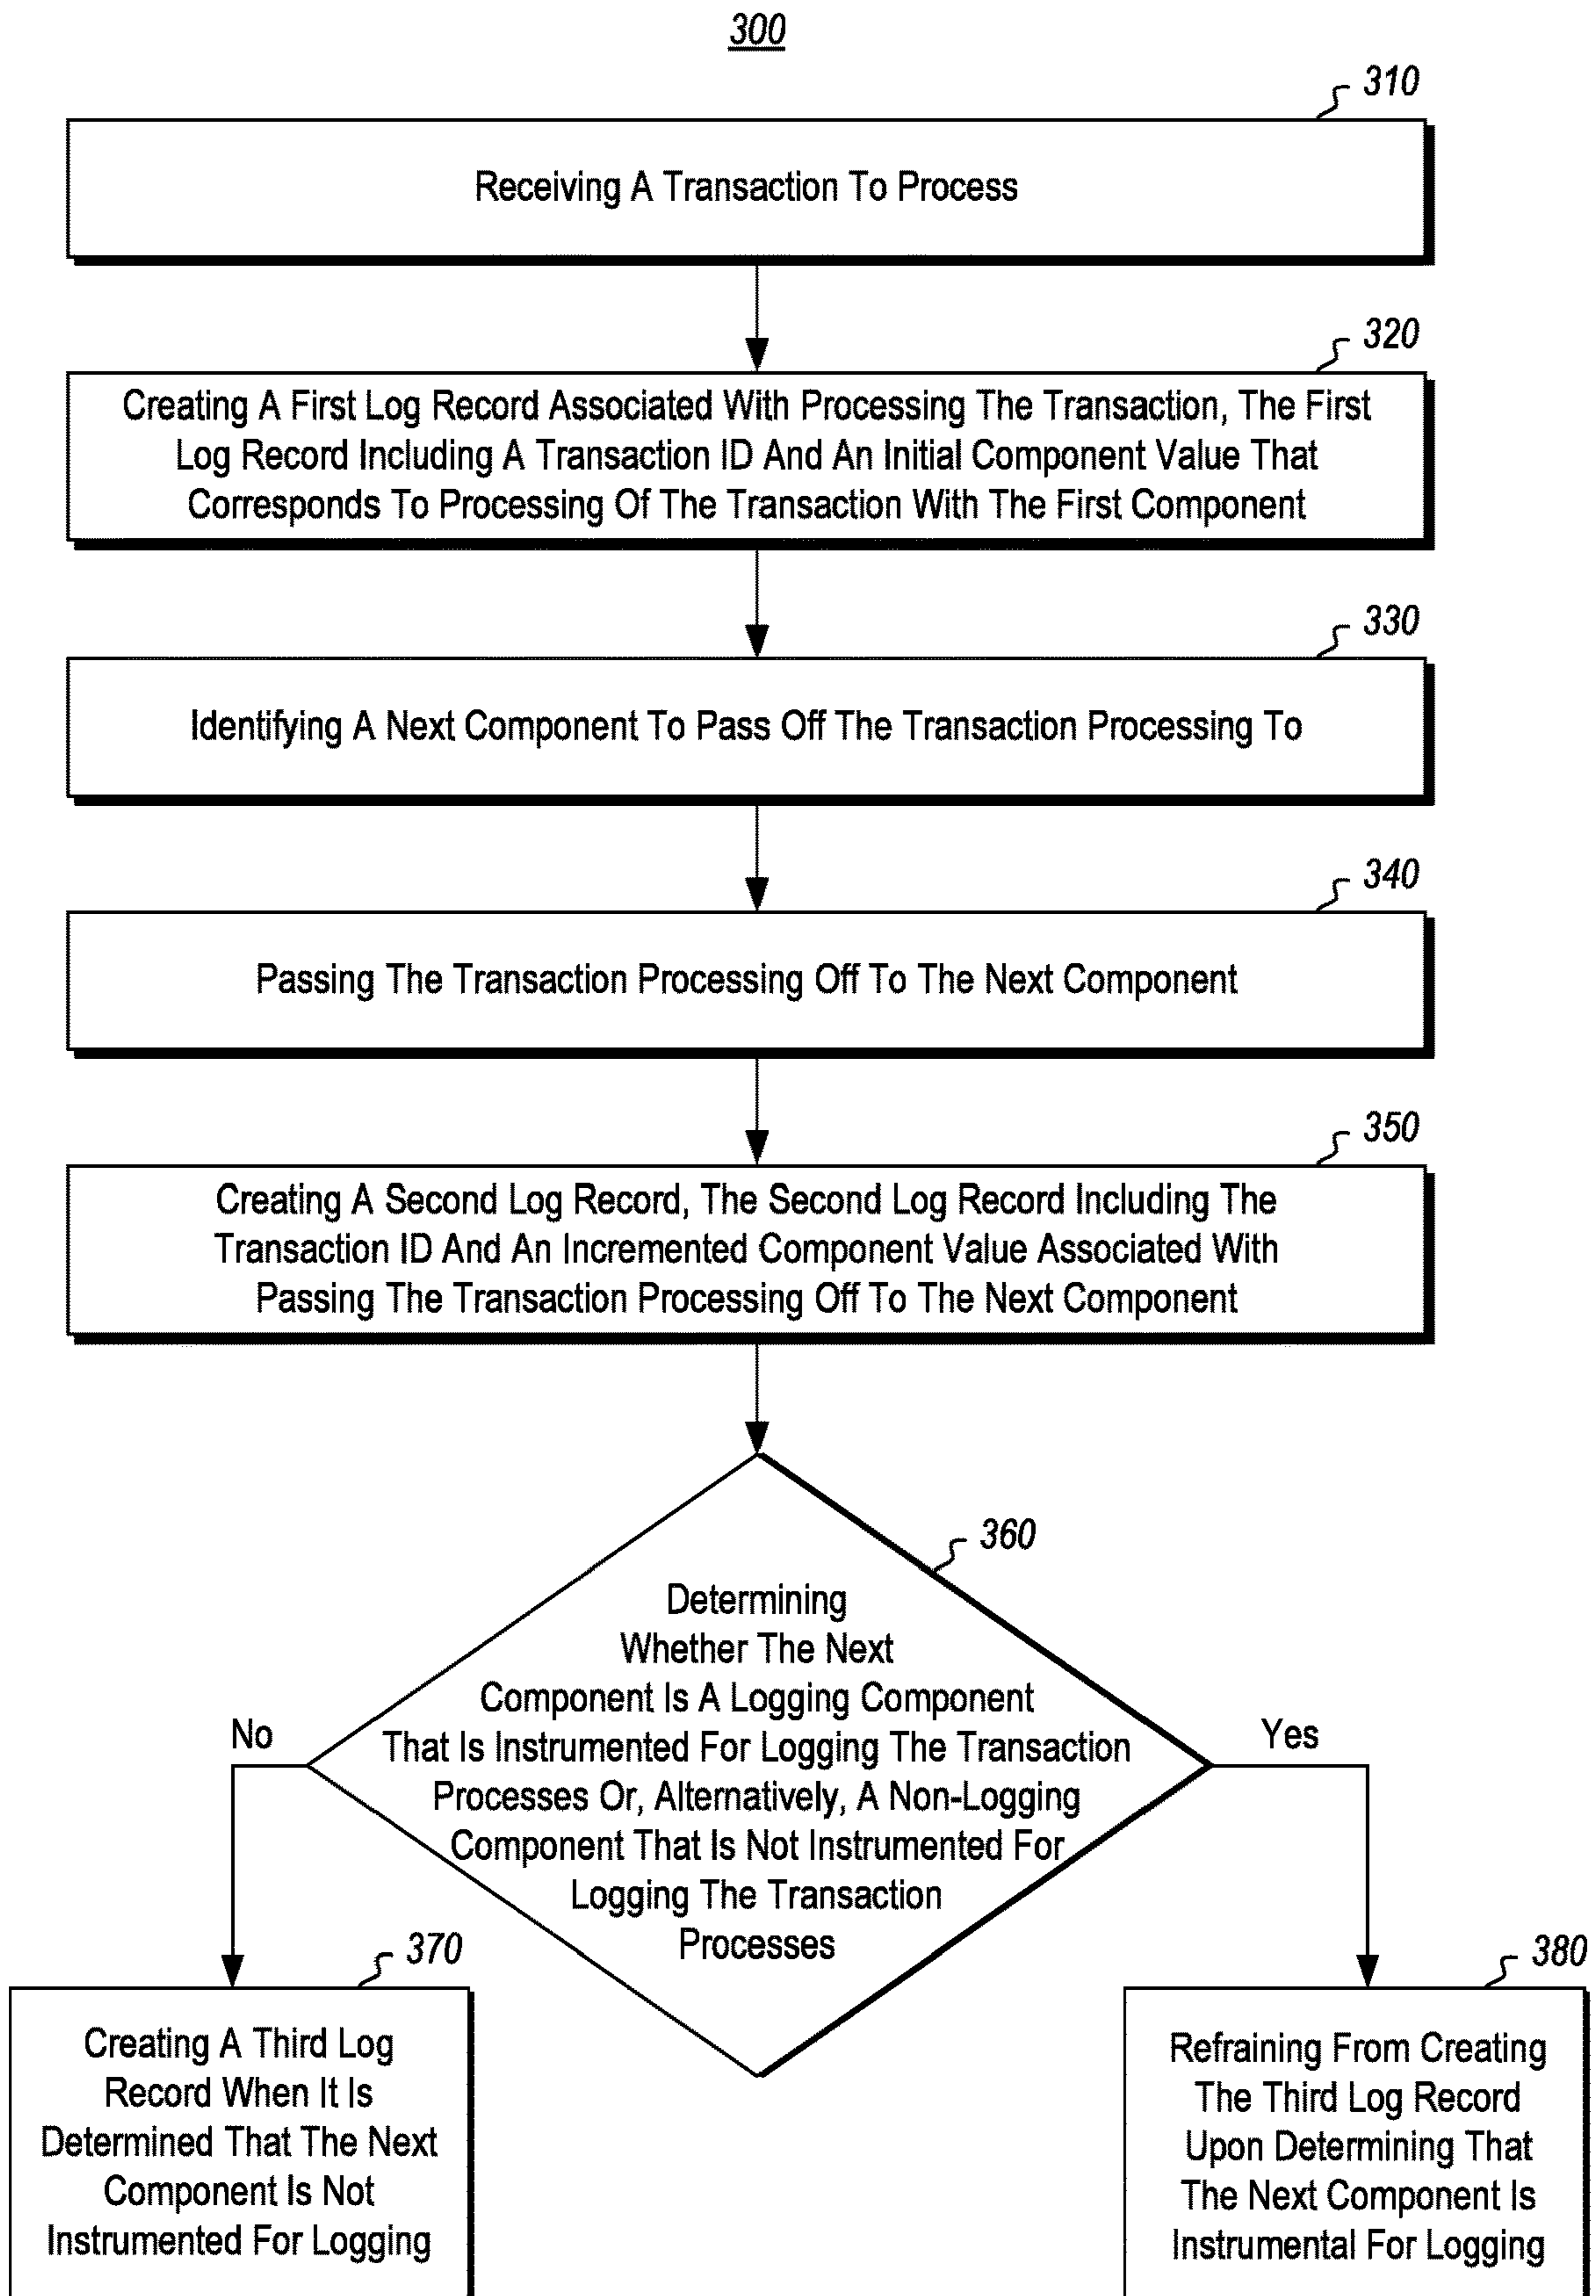 300
310
Receiving A Transaction To Process
320
Creating A First Log Record Associated With Processing The Transaction, The First
Log Record Including A Transaction ID And An Initial Component Value That
Corresponds To Processing Of The Transaction With The First Component
330
Identifying A Next Component To Pass Off The Transaction Processing To
340
Passing The Transaction Processing Off To The Next Component
350
Creating A Second Log Record, The Second Log Record Including The
Transaction ID And An Incremented Component Value Associated With
Passing The Transaction Processing Off To The Next Component
360
Determining
Whether The Next
Component Is A Logging Component
That Is Instrumented For Logging The Transaction
Processes Or, Alternatively, A Non-Logging
Component That Is Not Instrumented For
Logging The Transaction
Processes
No
Yes
370
Creating A Third Log
Record When It Is
Determined That The Next
Component Is Not
Instrumented For Logging
380
Refraining From Creating
The Third Log Record
Upon Determining That
The Next Component Is
Instrumental For Logging